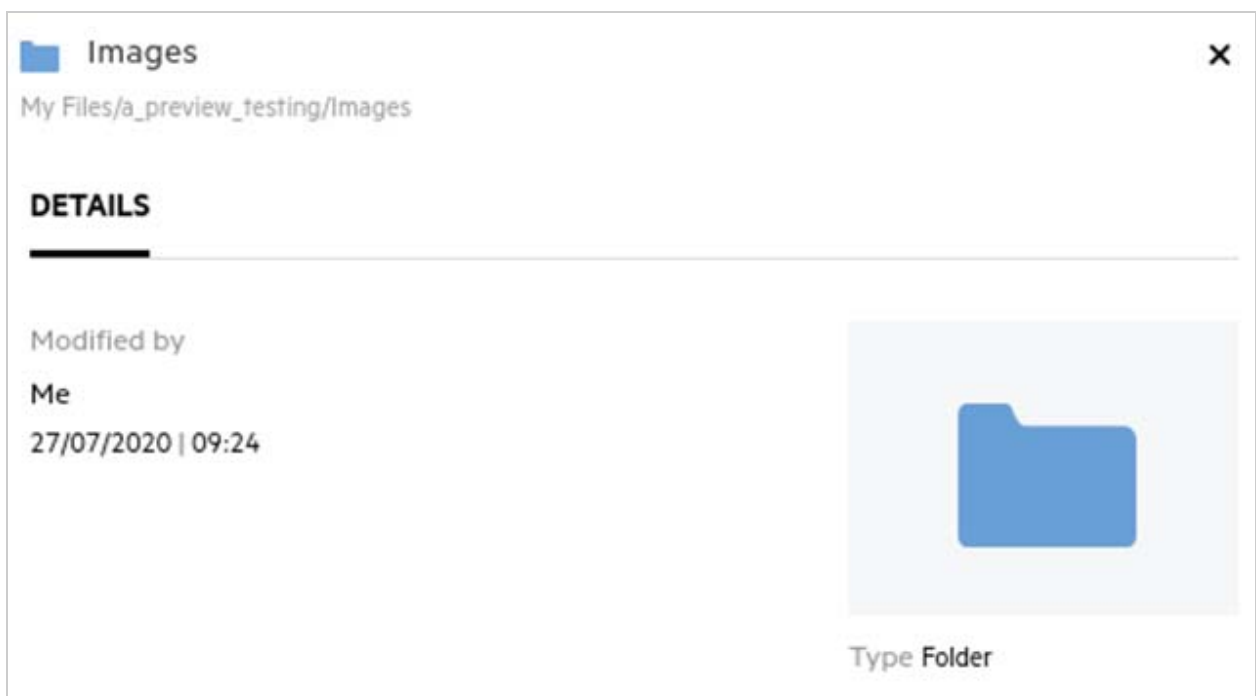 Images
My Files/a_preview_testing/Images
DETAILS
Modified by
Me
27/07/2020 | 09:24
Type Folder